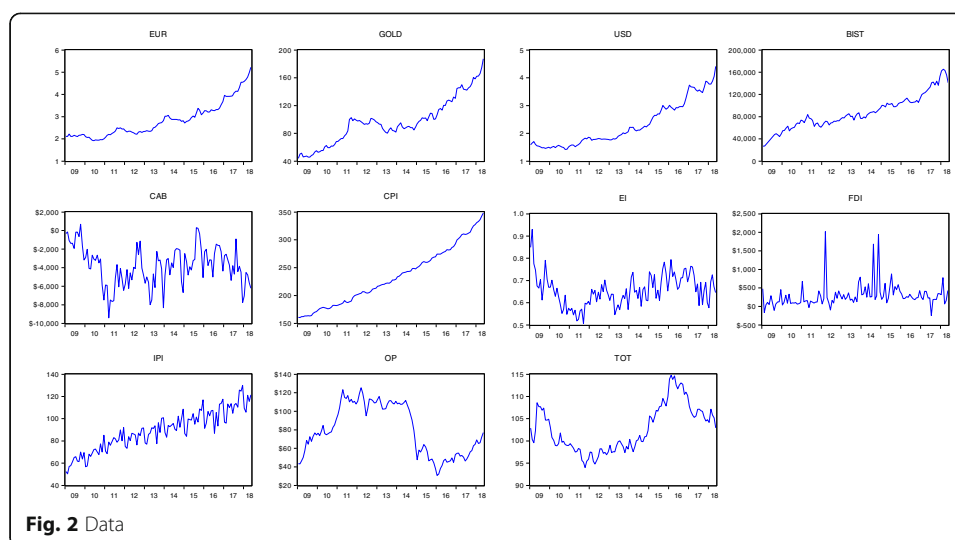 EUR GOLD USD BIST
6 200 5 200,000
5 160 4 160,000
4 120 3 120,000
3 80,000
2 80 2 40,000
1 40 1 0
09 10 11 12 13 14 15 16 17 18 09 10 11 12 13 14 15 16 17 18 09 10 11 12 13 14 15 16 17 18 09 10 11 12 13 14 15 16 17 18
CAB CPI EI FDI
$2,000 350 1.0 $2,500
$0 300 0.9 $2,000
$-2,000 $1,500
$-4,000 250 0.8 $1,000
$-6,000 0.7 $500
$-8,000 200 0.6 $0
$-10,000 150 0.5 $-500
09 10 11 12 13 14 15 16 17 18 09 10 11 12 13 14 15 16 17 18 09 10 11 12 13 14 15 16 17 18 09 10 11 12 13 14 15 16 17 18
IPI OP TOT
140 $140 115
120 $120 110
100 $100 105
80 $80 100
60 $60
$40 95
40 $20 90
09 10 11 12 13 14 15 16 17 18 09 10 11 12 13 14 15 16 17 18 09 10 11 12 13 14 15 16 17 18
Fig. 2 Data